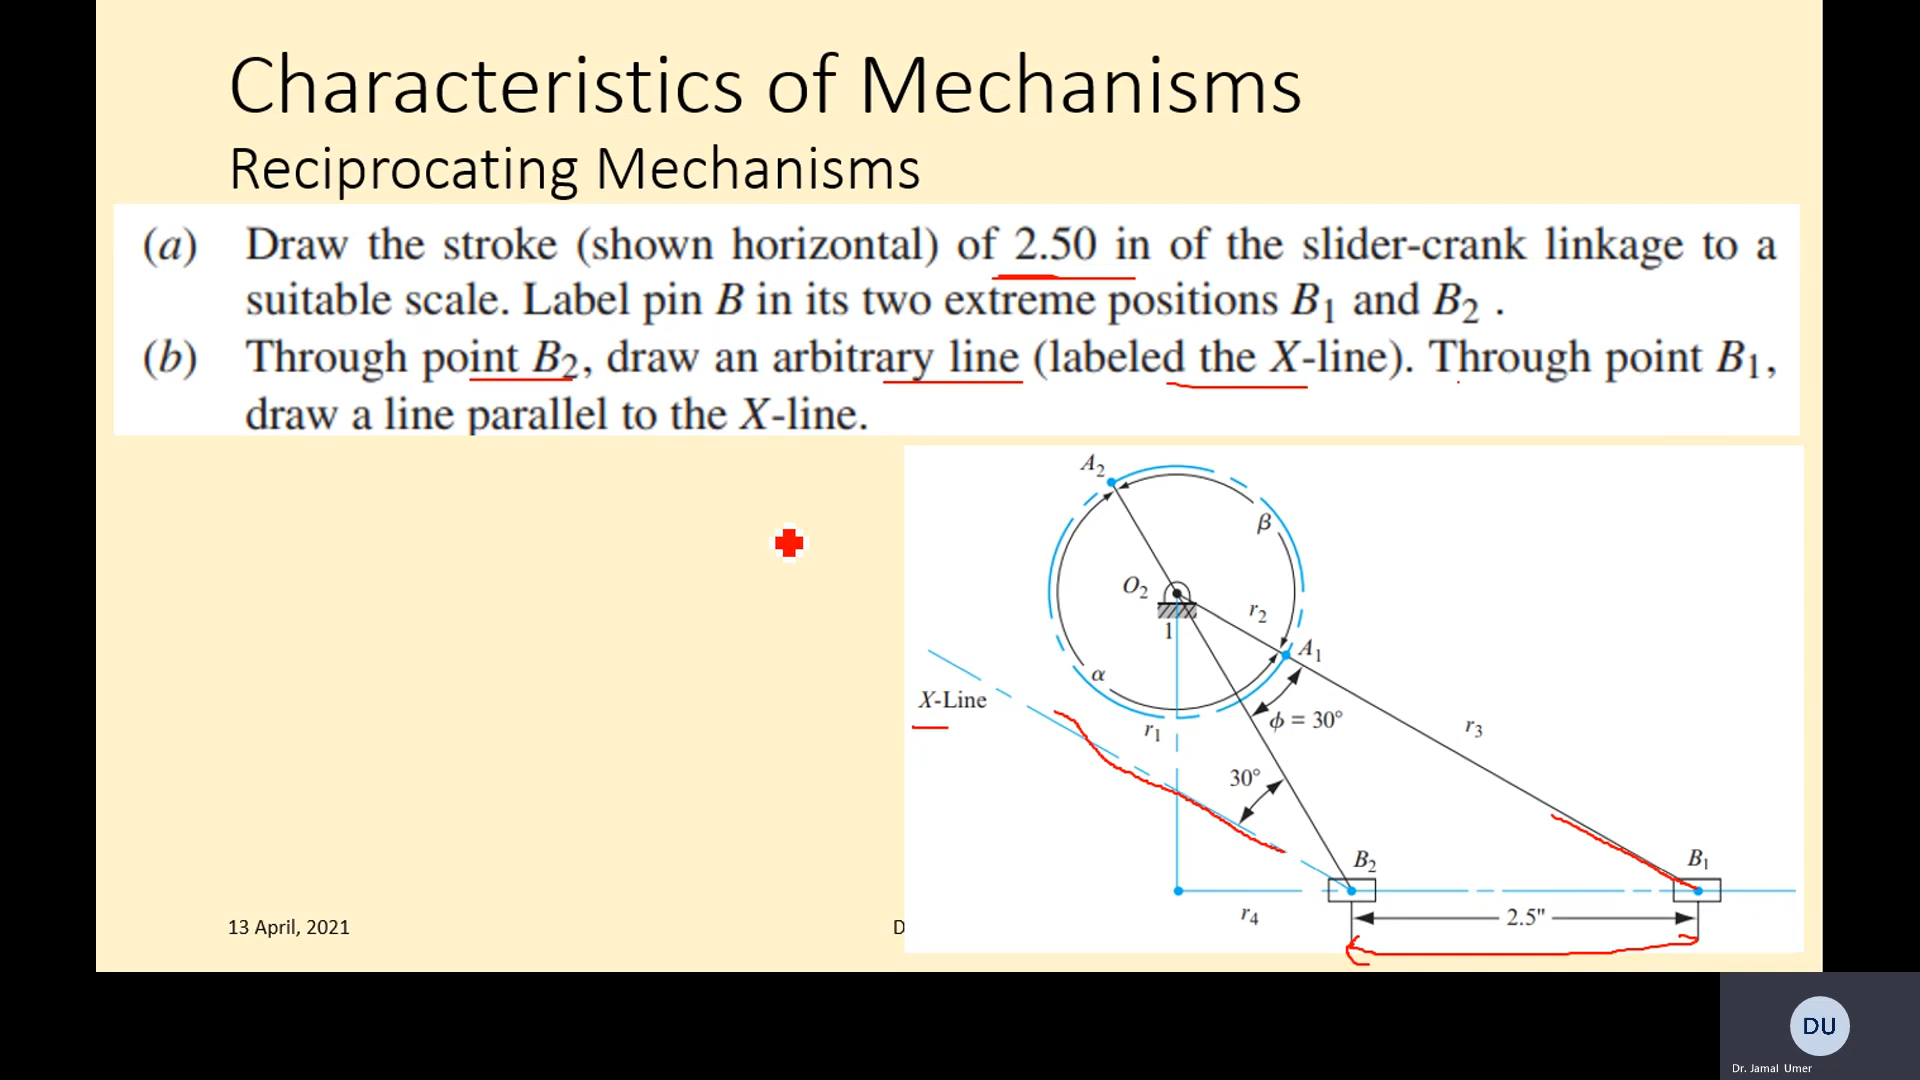 Characteristics of Mechanisms
Reciprocating Mechanisms
(a) Draw the stroke (shown horizontal) of 2.50 in of the slider-crank linkage to a
suitable scale. Label pin B in its two extreme positions B₁ and B₂ .
(b) Through point B₂, draw an arbitrary line (labeled the X-line). Through point B₁,
draw a line parallel to the X-line.
A₂
β
O₂
r₂
1
A₁
α
X-Line
r₁
ϕ = 30°
r₃
30°
B₂
B₁
r₄
2.5"
13 April, 2021
D
DU
Dr. Jamal Umer